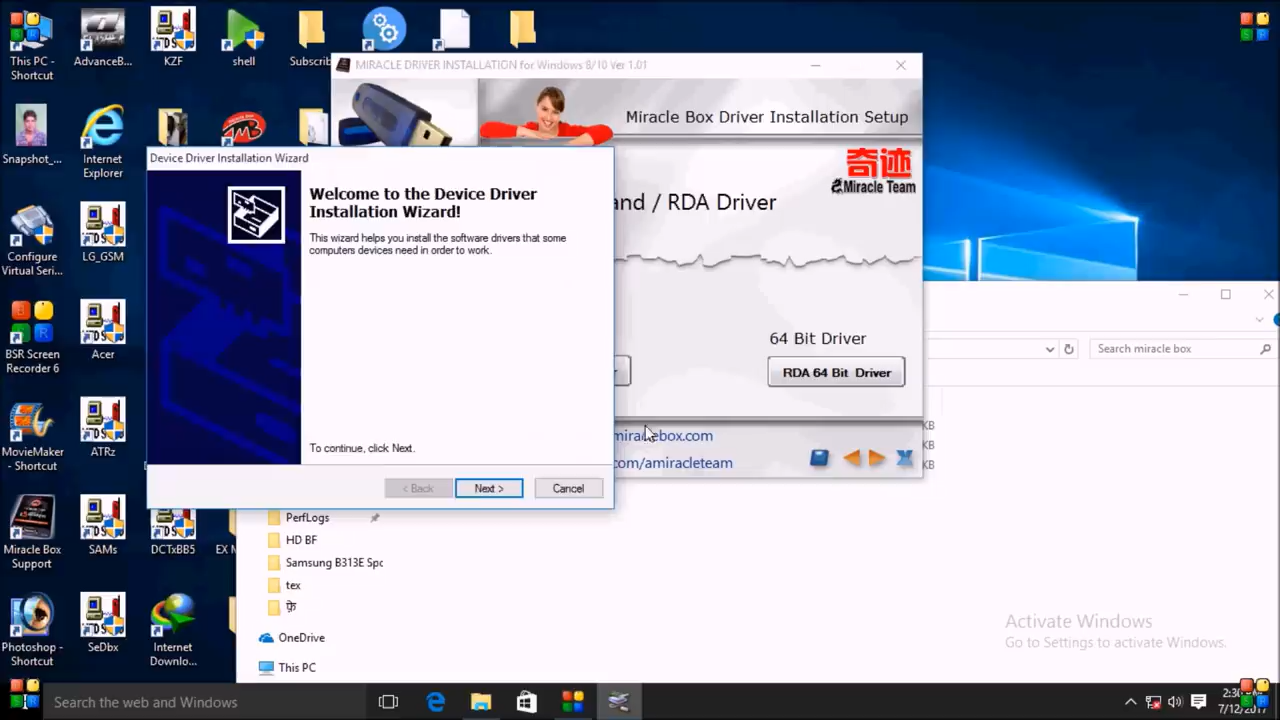 This PC -
Shortcut
AdvanceB...
KZF
shell
Subscrib
Snapshot_...
Internet
Explorer
Configure
Virtual Seri...
LG_GSM
BSR Screen
Recorder 6
Acer
MovieMaker
- Shortcut
ATRz
Miracle Box
Support
SAMs
DCTxBB5
EX M
Photoshop -
Shortcut
SeDbx
Internet
Downlo...
MIRACLE DRIVER INSTALLATION for Windows 8/10 Ver 1.01
Miracle Box Driver Installation Setup
奇迹
Miracle Team
and / RDA Driver
64 Bit Driver
RDA 64 Bit Driver
miraclebox.com
com/amiracleteam
Device Driver Installation Wizard
Welcome to the Device Driver
Installation Wizard!
This wizard helps you install the software drivers that some
computers devices need in order to work.
To continue, click Next.
< Back
Next >
Cancel
Search miracle box
KB
KB
KB
PerfLogs
HD BF
Samsung B313E Spc
tex
OneDrive
This PC
Activate Windows
Go to Settings to activate Windows.
Search the web and Windows